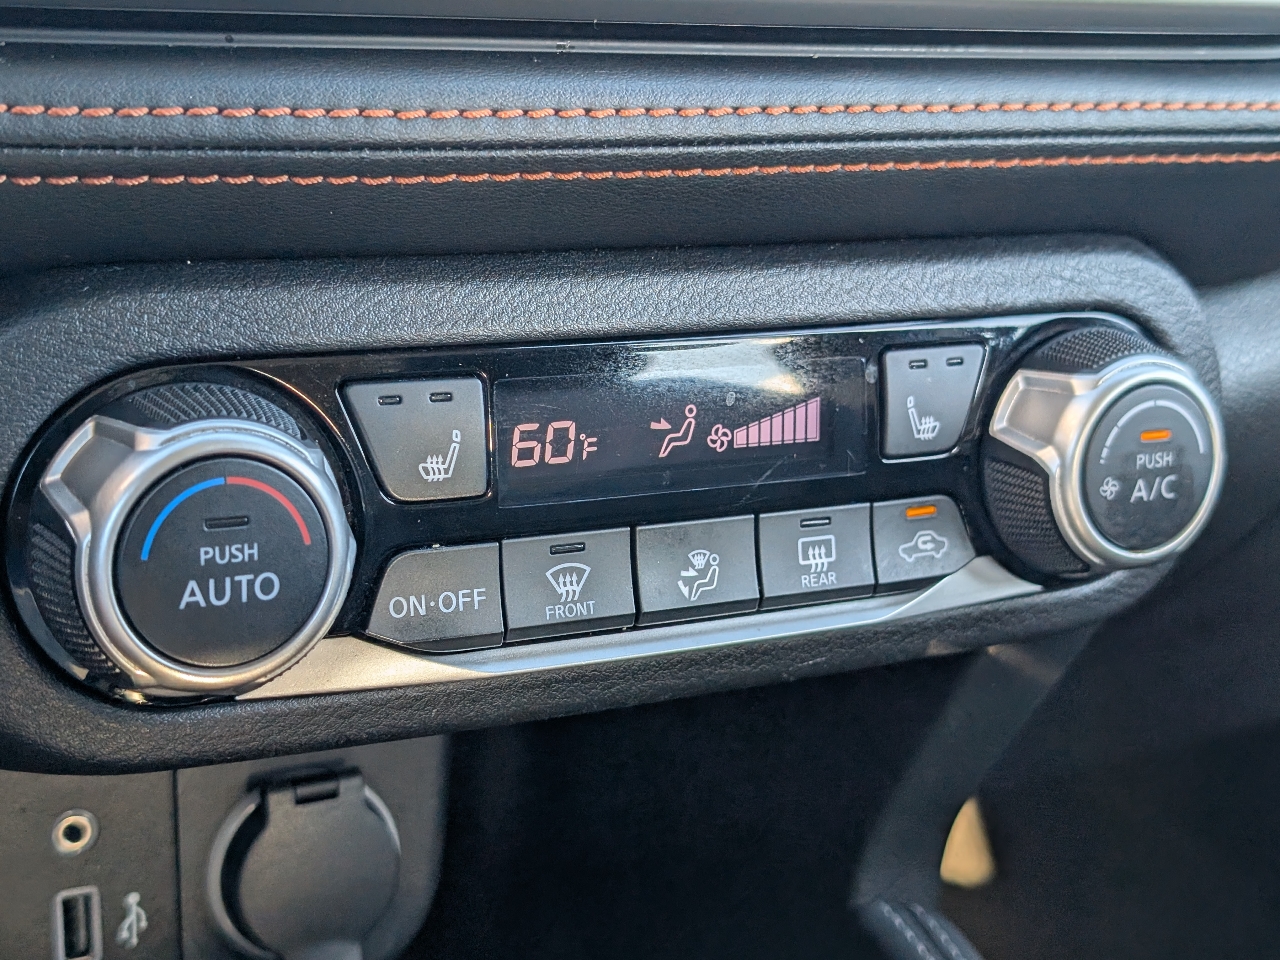 60°F
PUSH
A/C
PUSH
AUTO
ON·OFF
FRONT
REAR